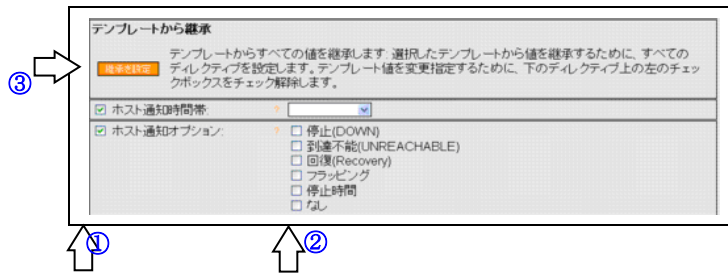 テンプレートから継承
テンプレートからすべての値を継承します: 選択したテンプレートから値を継承するために、すべての
継承を設定 ディレクティブを設定します。テンプレート値を変更指定するために、下のディレクティブ上の左のチェッ
クボックスをチェック解除します。
③
ホスト通知時間帯: ?
ホスト通知オプション: ? 停止(DOWN)
到達不能(UNREACHABLE)
回復(Recovery)
フラッピング
停止時間
なし
① ②